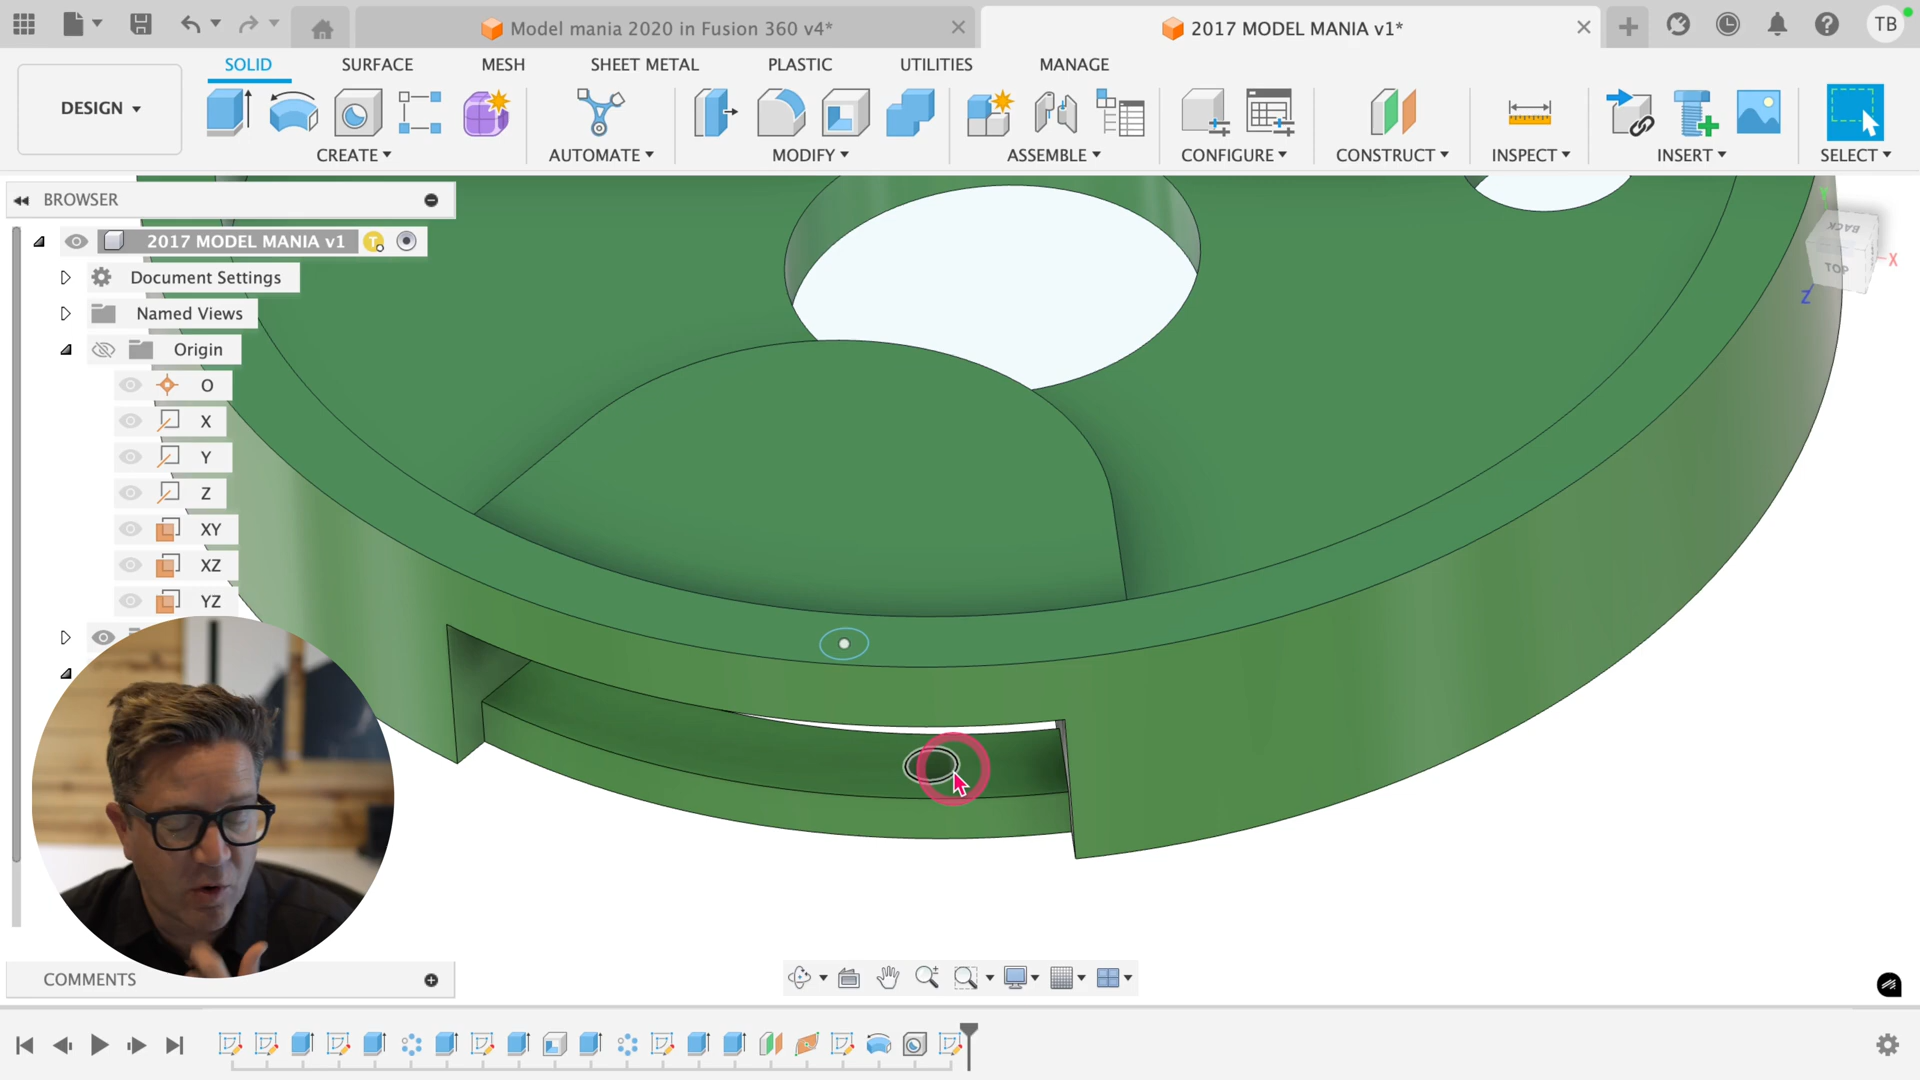 Model mania 2020 in Fusion 360 v4*
2017 MODEL MANIA v1*
TB
DESIGN
SOLID
SURFACE
MESH
SHEET METAL
PLASTIC
UTILITIES
MANAGE
CREATE
AUTOMATE
MODIFY
ASSEMBLE
CONFIGURE
CONSTRUCT
INSPECT
INSERT
SELECT
BROWSER
2017 MODEL MANIA v1
Document Settings
Named Views
Origin
O
X
Y
Z
XY
XZ
YZ
BACK
TOP
X
Y
Z
COMMENTS